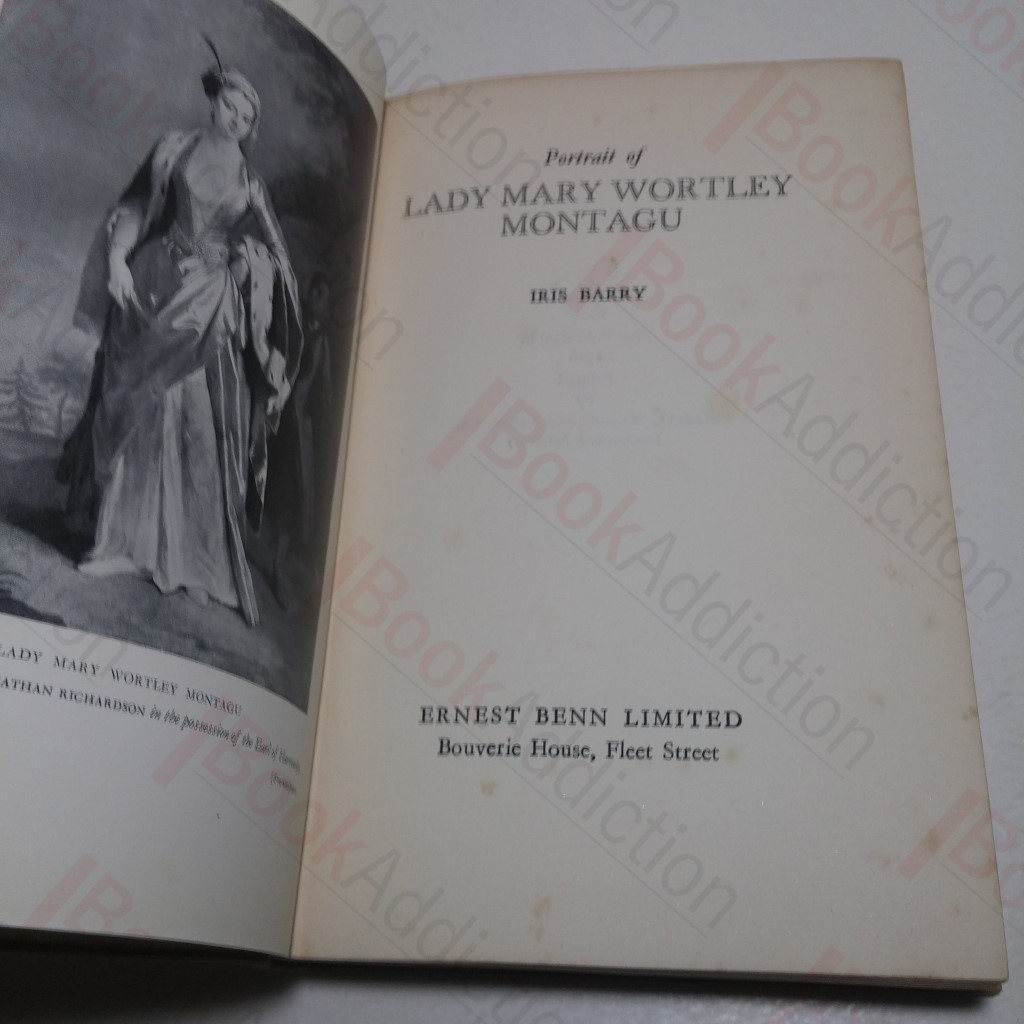 LADY MARY WORTLEY MONTAGU
RICHARDSON in the possession of the Earl of
Portrait of
LADY MARY WORTLEY
MONTAGU
IRIS BARRY
ERNEST BENN LIMITED
Bouverie House, Fleet Street
BookAddiction